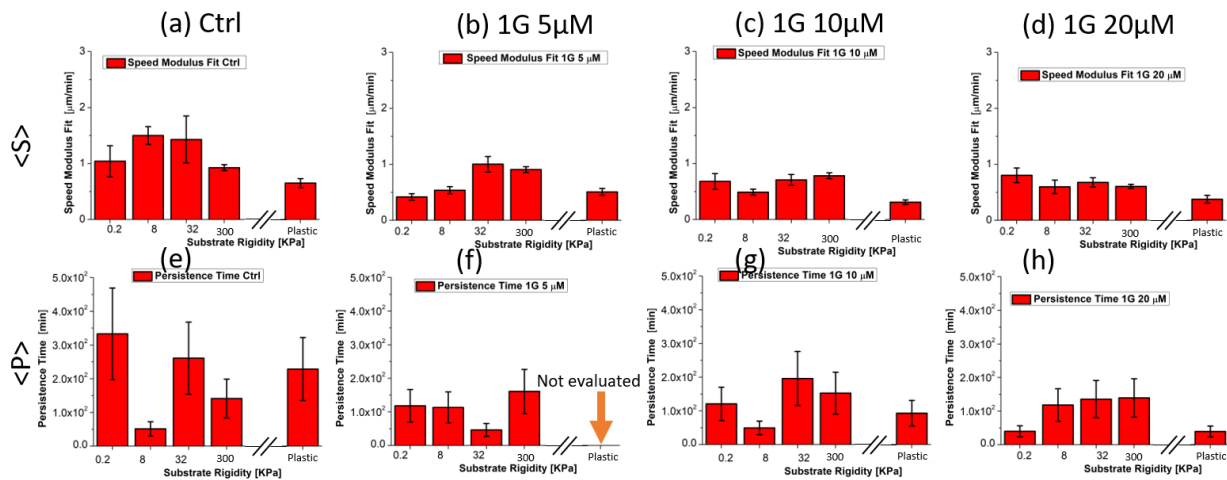 (a) Ctrl
(b) 1G 5µM
(c) 1G 10µM
(d) 1G 20µM
<S>
Speed Modulus Fit [µm/min]
3
2
1
0
Speed Modulus Fit Ctrl
0.2 8 32 300 Plastic
Substrate Rigidity [KPa]
Speed Modulus Fit [µm/min]
3
2
1
0
Speed Modulus Fit 1G 5 µM
0.2 8 32 300 Plastic
Substrate Rigidity [KPa]
Speed Modulus Fit [µm/min]
3
2
1
0
Speed Modulus Fit 1G 10 µM
0.2 8 32 300 Plastic
Substrate Rigidity [KPa]
Speed Modulus Fit [µm/min]
3
2
1
0
Speed Modulus Fit 1G 20 µM
0.2 8 32 300 Plastic
Substrate Rigidity [KPa]
<P>
(e)
Persistence Time [min]
5.0x10²
4.0x10²
3.0x10²
2.0x10²
1.0x10²
0.0
Persistence Time Ctrl
0.2 8 32 300 Plastic
Substrate Rigidity [KPa]
(f)
Persistence Time [min]
5.0x10²
4.0x10²
3.0x10²
2.0x10²
1.0x10²
0.0
Persistence Time 1G 5 µM
Not evaluated
0.2 8 32 300 Plastic
Substrate Rigidity [KPa]
(g)
Persistence Time [min]
5.0x10²
4.0x10²
3.0x10²
2.0x10²
1.0x10²
0.0
Persistence Time 1G 10 µM
0.2 8 32 300 Plastic
Substrate Rigidity [KPa]
(h)
Persistence Time [min]
5.0x10²
4.0x10²
3.0x10²
2.0x10²
1.0x10²
0.0
Persistence Time 1G 20 µM
0.2 8 32 300 Plastic
Substrate Rigidity [KPa]